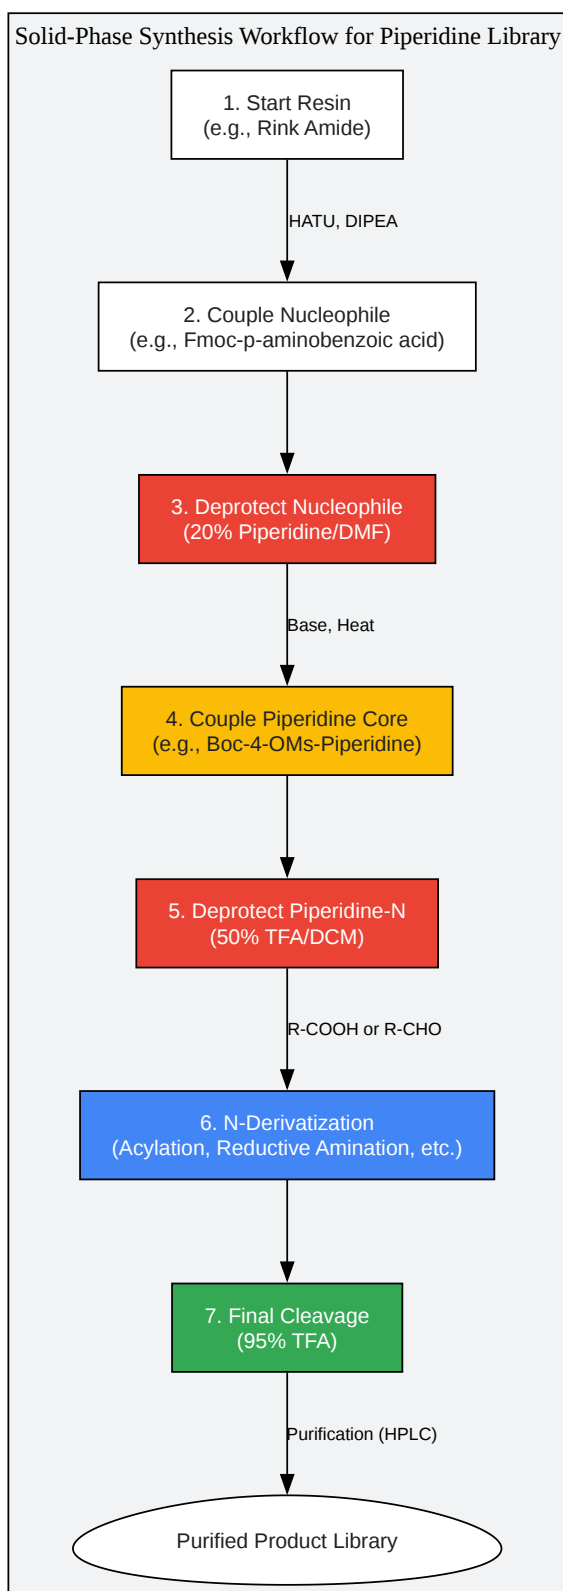 Solid-Phase Synthesis Workflow for Piperidine Library
1. Start Resin
(e.g., Rink Amide)
HATU, DIPEA
2. Couple Nucleophile
(e.g., Fmoc-p-aminobenzoic acid)
3. Deprotect Nucleophile
(20% Piperidine/DMF)
Base, Heat
4. Couple Piperidine Core
(e.g., Boc-4-OMs-Piperidine)
5. Deprotect Piperidine-N
(50% TFA/DCM)
R-COOH or R-CHO
6. N-Derivatization
(Acylation, Reductive Amination, etc.)
7. Final Cleavage
(95% TFA)
Purification (HPLC)
Purified Product Library